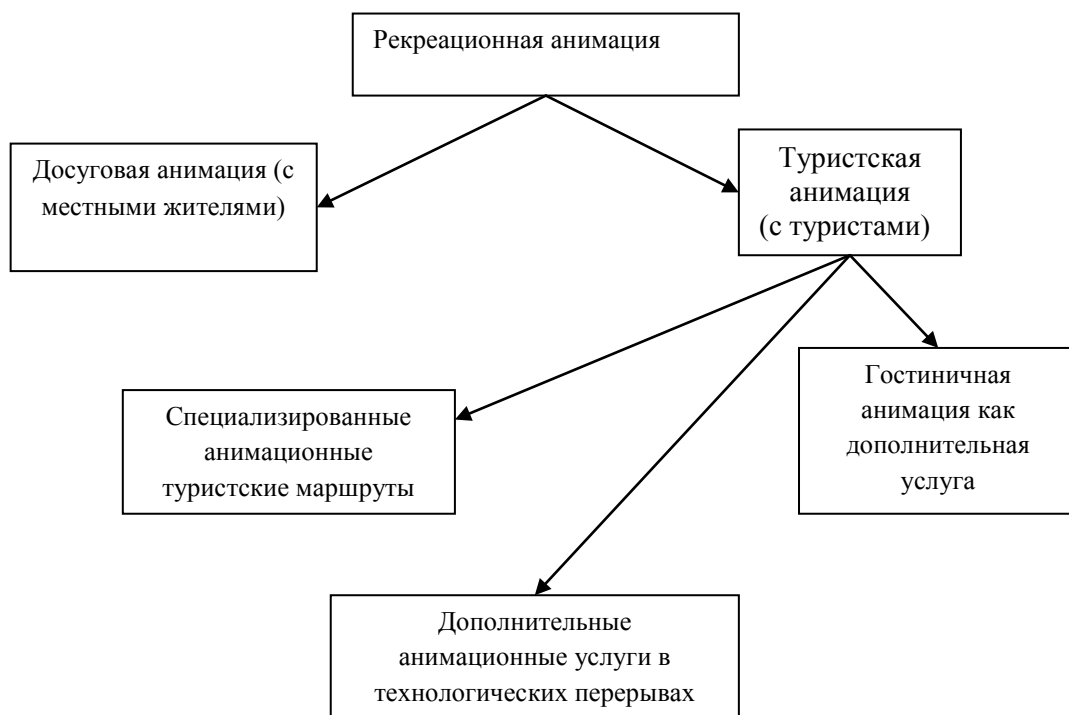 Рекреационная анимация
Досуговая анимация (с
местными жителями)
Туристская
анимация
(с туристами)
Специализированные
анимационные
туристские маршруты
Гостиничная
анимация как
дополнительная
услуга
Дополнительные
анимационные услуги в
технологических перерывах